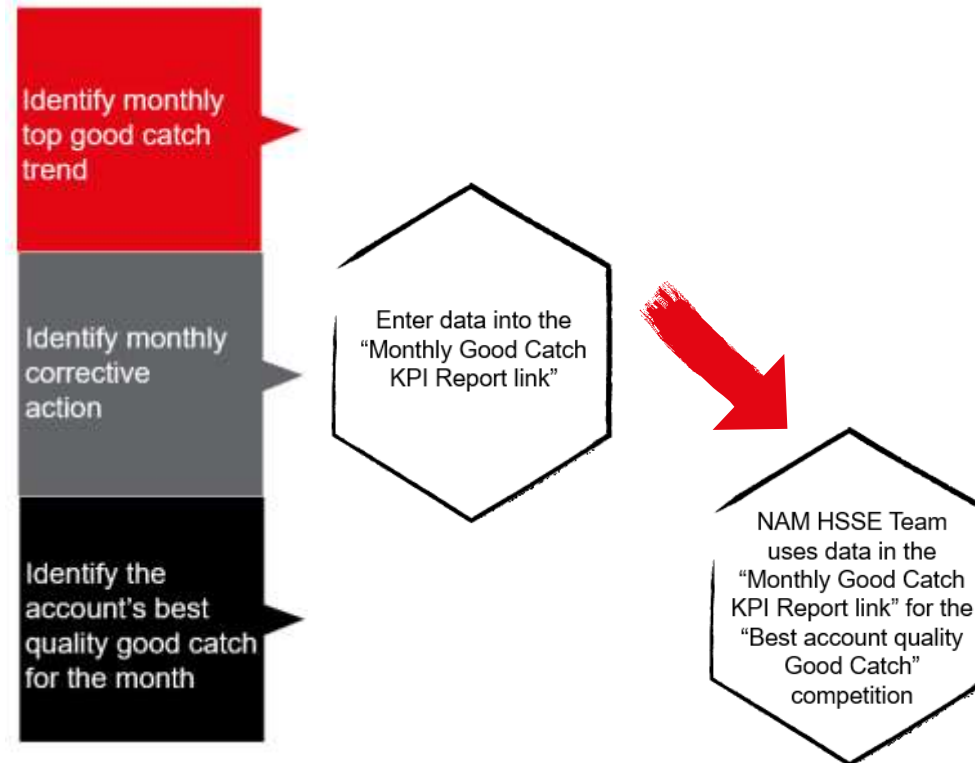 Identify monthly
top good catch
trend
Identify monthly
corrective
action
Identify the
account's best
quality good catch
for the month
Enter data into the
“Monthly Good Catch
KPI Report link”
NAM HSSE Team
uses data in the
“Monthly Good Catch
KPI Report link” for the
“Best account quality
Good Catch”
competition